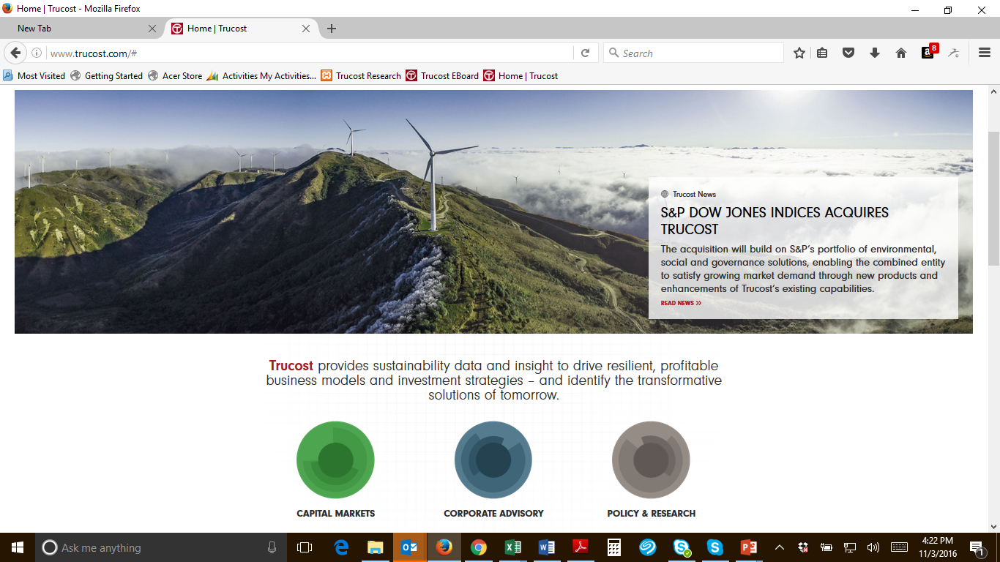 Home | Trucost - Mozilla Firefox
New Tab
Home | Trucost
www.trucost.com/#
Search
8
Most Visited
Getting Started
Acer Store
Activities My Activities...
Trucost Research
Trucost EBoard
Home | Trucost
Trucost News
S&P DOW JONES INDICES ACQUIRES
TRUCOST
The acquisition will build on S&P's portfolio of environmental,
social and governance solutions, enabling the combined entity
to satisfy growing market demand through new products and
enhancements of Trucost's existing capabilities.
READ NEWS >>
Trucost provides sustainability data and insight to drive resilient, profitable
business models and investment strategies – and identify the transformative
solutions of tomorrow.
CAPITAL MARKETS
CORPORATE ADVISORY
POLICY & RESEARCH
Ask me anything
4:22 PM
11/3/2016
1